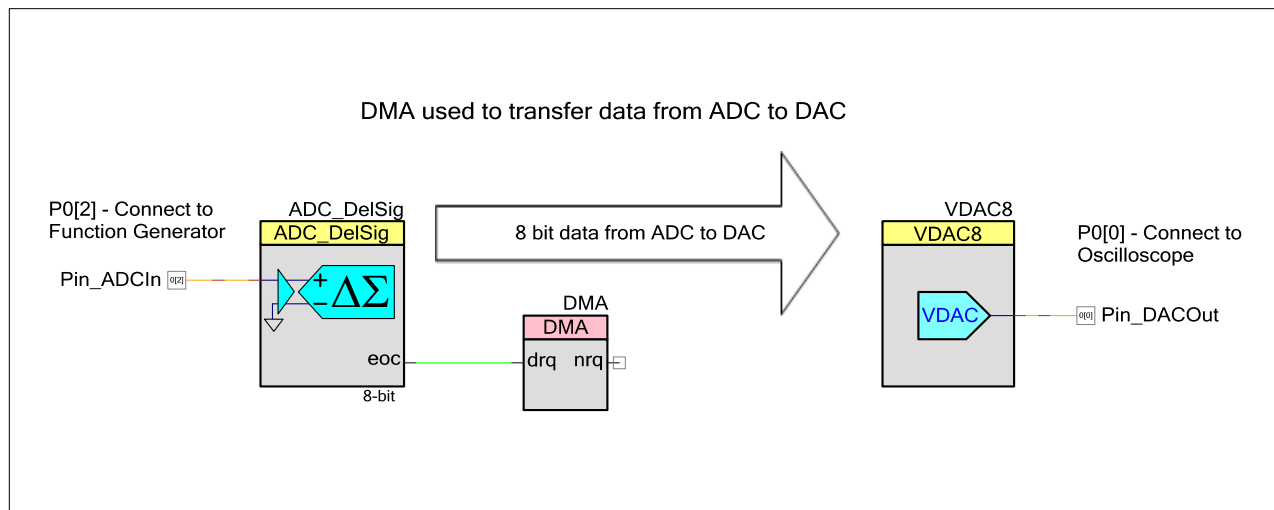 DMA used to transfer data from ADC to DAC
P0[2] - Connect to
Function Generator
ADC_DelSig
ADC_DelSig
Pin_ADCIn
0[2]
+
−
ΔΣ
eoc
8-bit
8 bit data from ADC to DAC
DMA
DMA
drq
nrq
VDAC8
VDAC8
VDAC
P0[0] - Connect to
Oscilloscope
0[0]
Pin_DACOut